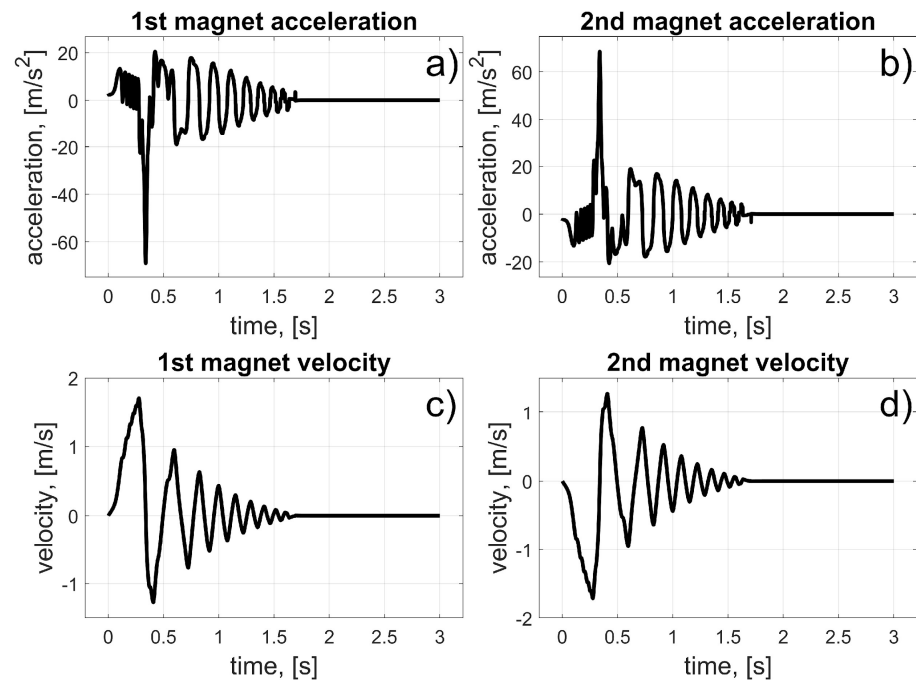 1st magnet acceleration
a)
acceleration, [m/s²]
20
0
-20
-40
-60
0 0.5 1 1.5 2 2.5 3
time, [s]
2nd magnet acceleration
b)
acceleration, [m/s²]
60
40
20
0
-20
0 0.5 1 1.5 2 2.5 3
time, [s]
1st magnet velocity
c)
velocity, [m/s]
2
1
0
-1
0 0.5 1 1.5 2 2.5 3
time, [s]
2nd magnet velocity
d)
velocity, [m/s]
1
0
-1
-2
0 0.5 1 1.5 2 2.5 3
time, [s]